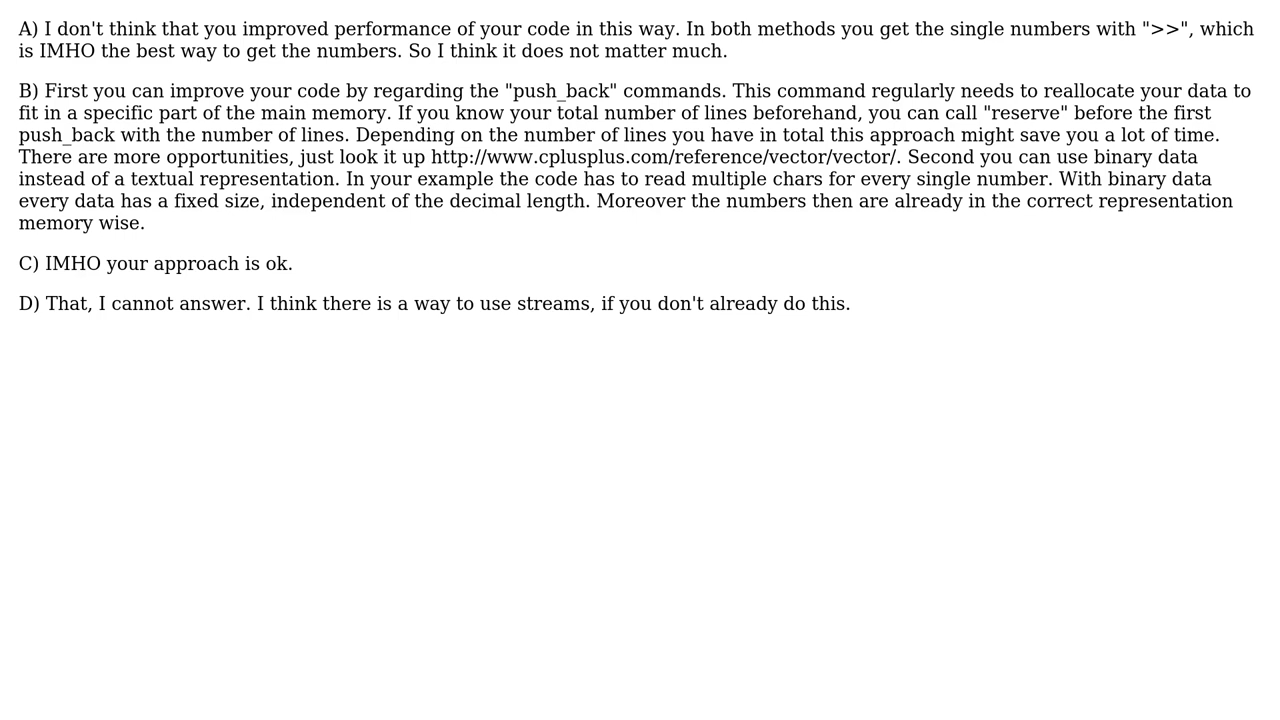 A) I don't think that you improved performance of your code in this way. In both methods you get the single numbers with ">>", which
is IMHO the best way to get the numbers. So I think it does not matter much.
B) First you can improve your code by regarding the "push_back" commands. This command regularly needs to reallocate your data to
fit in a specific part of the main memory. If you know your total number of lines beforehand, you can call "reserve" before the first
push_back with the number of lines. Depending on the number of lines you have in total this approach might save you a lot of time.
There are more opportunities, just look it up http://www.cplusplus.com/reference/vector/vector/. Second you can use binary data
instead of a textual representation. In your example the code has to read multiple chars for every single number. With binary data
every data has a fixed size, independent of the decimal length. Moreover the numbers then are already in the correct representation
memory wise.
C) IMHO your approach is ok.
D) That, I cannot answer. I think there is a way to use streams, if you don't already do this.